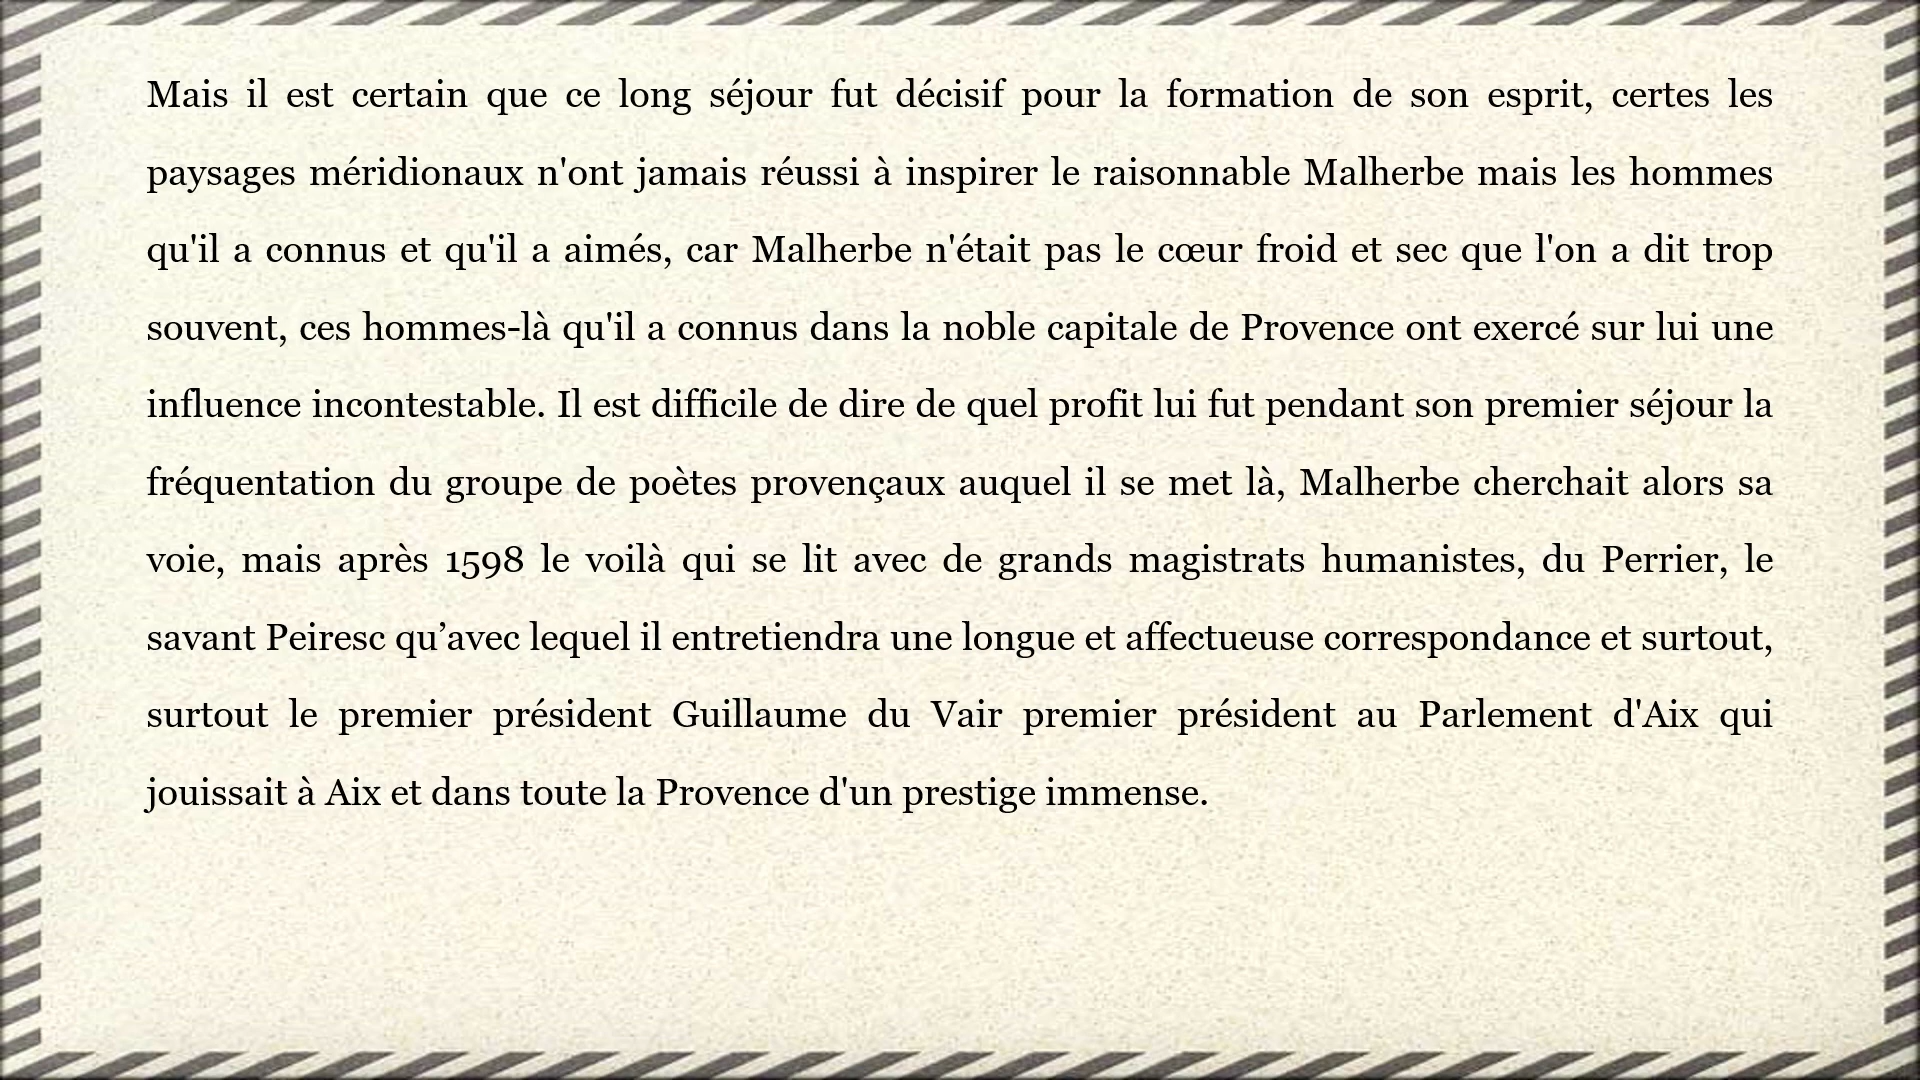 Mais il est certain que ce long séjour fut décisif pour la formation de son esprit, certes les
paysages méridionaux n'ont jamais réussi à inspirer le raisonnable Malherbe mais les hommes
qu'il a connus et qu'il a aimés, car Malherbe n'était pas le cœur froid et sec que l'on a dit trop
souvent, ces hommes-là qu'il a connus dans la noble capitale de Provence ont exercé sur lui une
influence incontestable. Il est difficile de dire de quel profit lui fut pendant son premier séjour la
fréquentation du groupe de poètes provençaux auquel il se met là, Malherbe cherchait alors sa
voie, mais après 1598 le voilà qui se lit avec de grands magistrats humanistes, du Perrier, le
savant Peiresc qu’avec lequel il entretiendra une longue et affectueuse correspondance et surtout,
surtout le premier président Guillaume du Vair premier président au Parlement d'Aix qui
jouissait à Aix et dans toute la Provence d'un prestige immense.